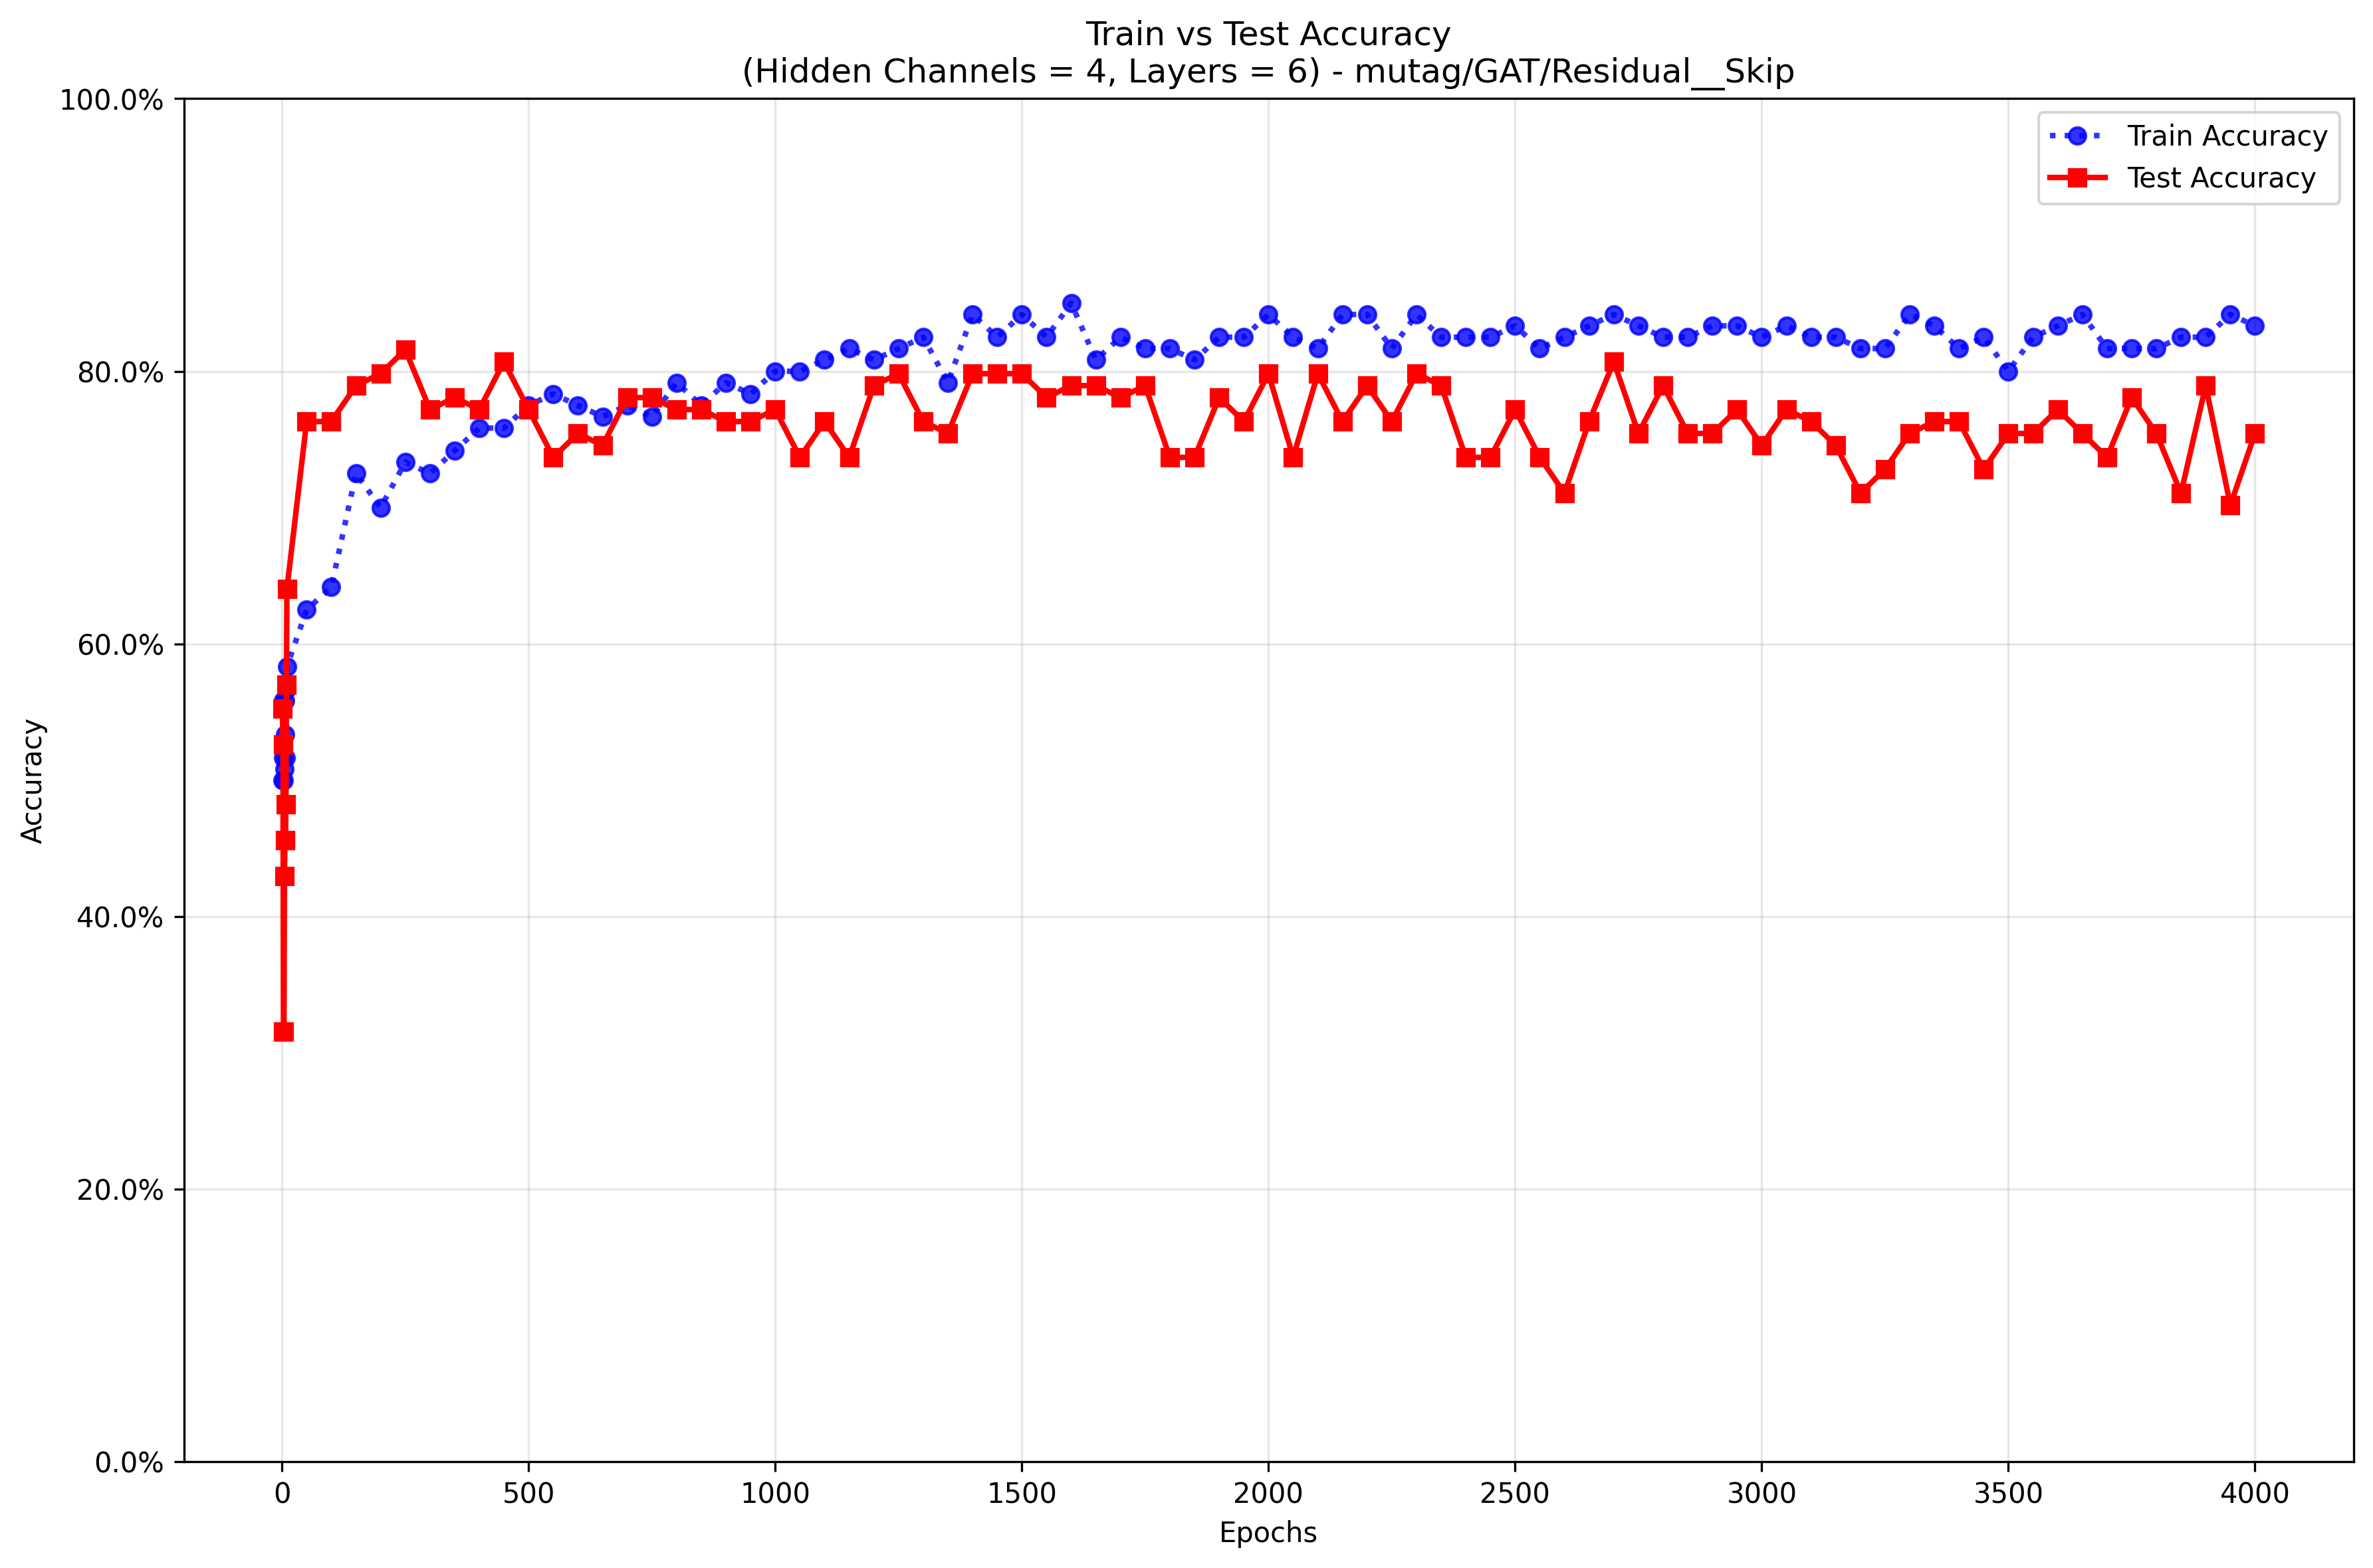 Train vs Test Accuracy
(Hidden Channels = 4, Layers = 6) - mutag/GAT/Residual__Skip
Train Accuracy
Test Accuracy
100.0%
80.0%
60.0%
40.0%
20.0%
0.0%
Accuracy
0 500 1000 1500 2000 2500 3000 3500 4000
Epochs